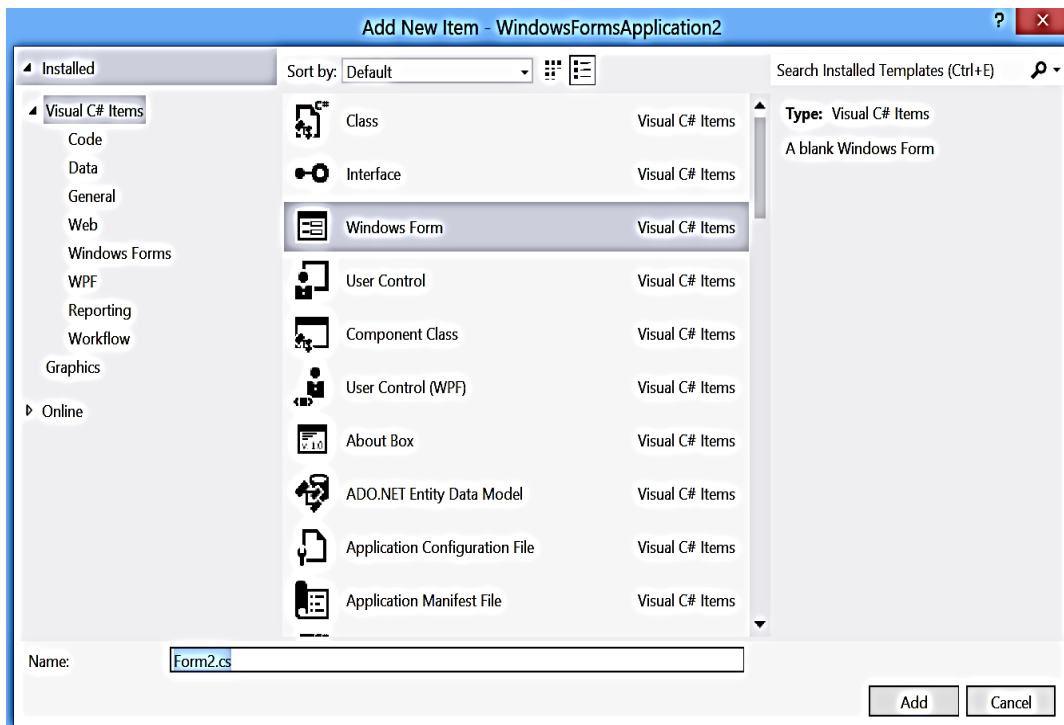 Add New Item - WindowsFormsApplication2
?
X
Installed
Sort by: Default
Search Installed Templates (Ctrl+E)
Visual C# Items
Code
Data
General
Web
Windows Forms
WPF
Reporting
Workflow
Graphics
Online
C#
Class Visual C# Items
Interface Visual C# Items
Windows Form Visual C# Items
User Control Visual C# Items
Component Class Visual C# Items
User Control (WPF) Visual C# Items
v 1.0
About Box Visual C# Items
ADO.NET Entity Data Model Visual C# Items
Application Configuration File Visual C# Items
Application Manifest File Visual C# Items
Type: Visual C# Items
A blank Windows Form
Name: Form2.cs
Add Cancel